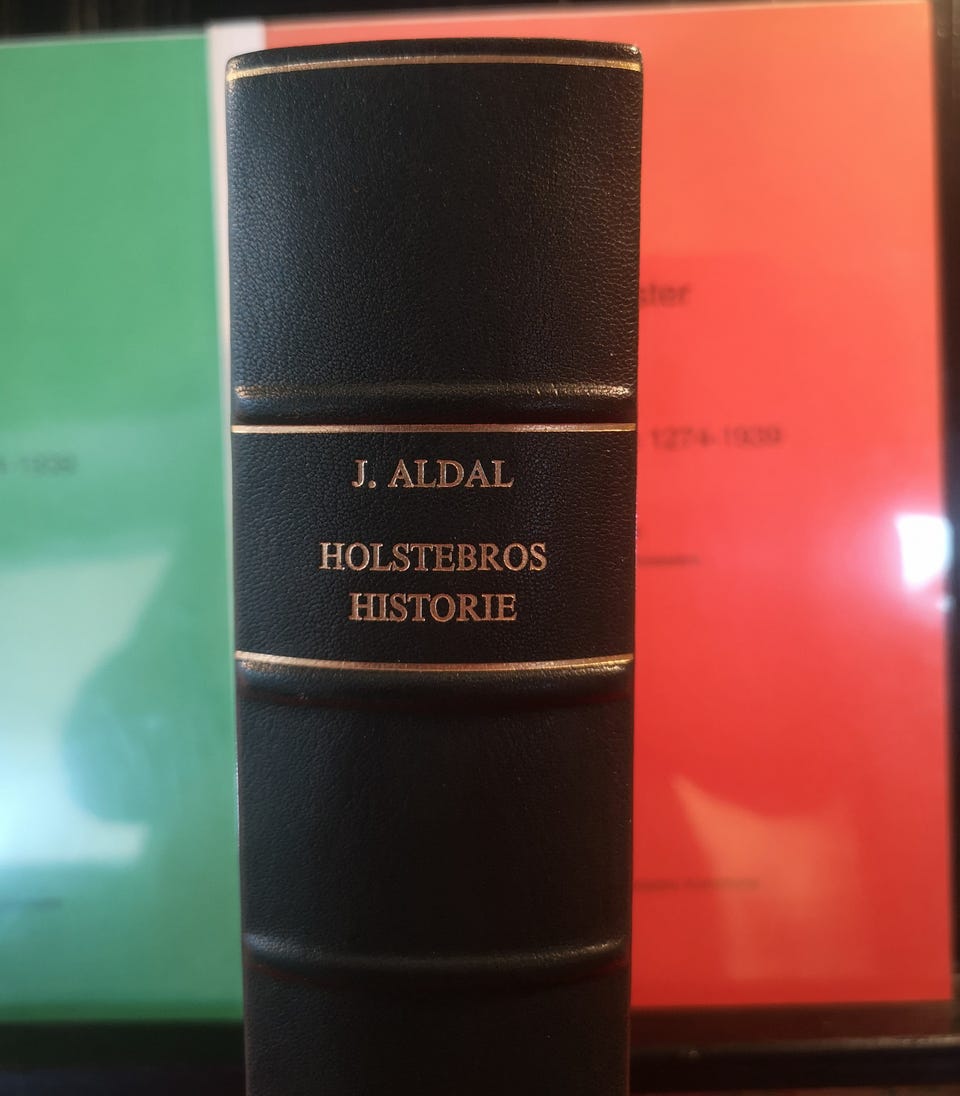 J. ALDAL
HOLSTEBROS
HISTORIE
1274-1939